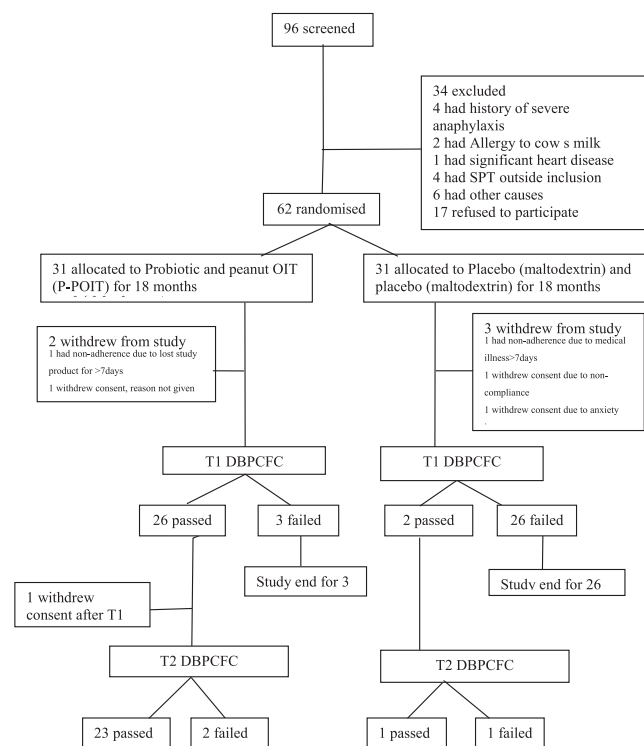 96 screened
34 excluded
4 had history of severe
anaphylaxis
2 had Allergy to cow s milk
1 had significant heart disease
4 had SPT outside inclusion
6 had other causes
17 refused to participate
62 randomised
31 allocated to Probiotic and peanut OIT
(P-POIT) for 18 months
31 allocated to Placebo (maltodextrin) and
placebo (maltodextrin) for 18 months
2 withdrew from study
1 had non-adherence due to lost study
product for >7days
1 withdrew consent, reason not given
3 withdrew from study
1 had non-adherence due to medical
illness>7days
1 withdrew consent due to non-
compliance
1 withdrew consent due to anxiety
T1 DBPCFC
T1 DBPCFC
26 passed
3 failed
2 passed
26 failed
Study end for 3
Study end for 26
1 withdrew
consent after T1
T2 DBPCFC
T2 DBPCFC
23 passed
2 failed
1 passed
1 failed